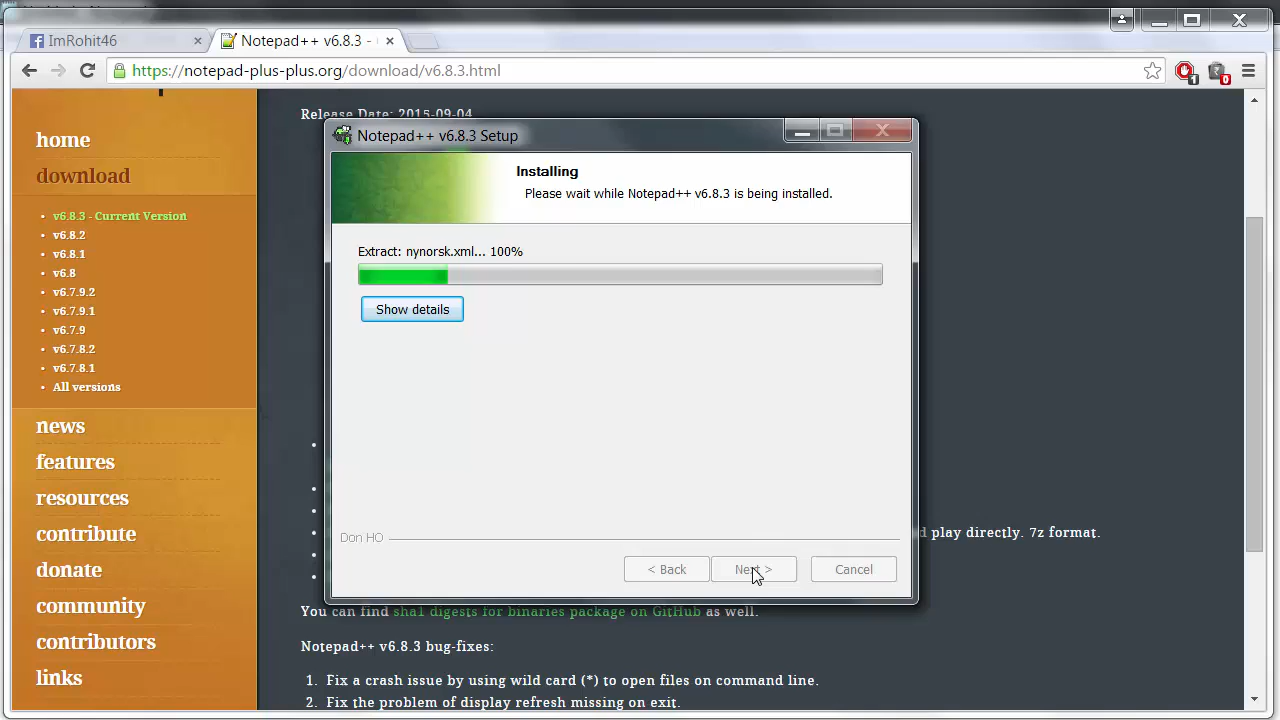 ImRohit46
Notepad++ v6.8.3 -
https://notepad-plus-plus.org/download/v6.8.3.html
1
0
home
download
v6.8.3 - Current Version
v6.8.2
v6.8.1
v6.8
v6.7.9.2
v6.7.9.1
v6.7.9
v6.7.8.2
v6.7.8.1
All versions
news
features
resources
contribute
donate
community
contributors
links
Release Date: 2015-09-04
Notepad++ v6.8.3 Setup
Installing
Please wait while Notepad++ v6.8.3 is being installed.
Extract: nynorsk.xml... 100%
Show details
Don HO
< Back
Next >
Cancel
play directly. 7z format.
You can find sha1 digests for binaries package on GitHub as well.
Notepad++ v6.8.3 bug-fixes:
1. Fix a crash issue by using wild card (*) to open files on command line.
2. Fix the problem of display refresh missing on exit.